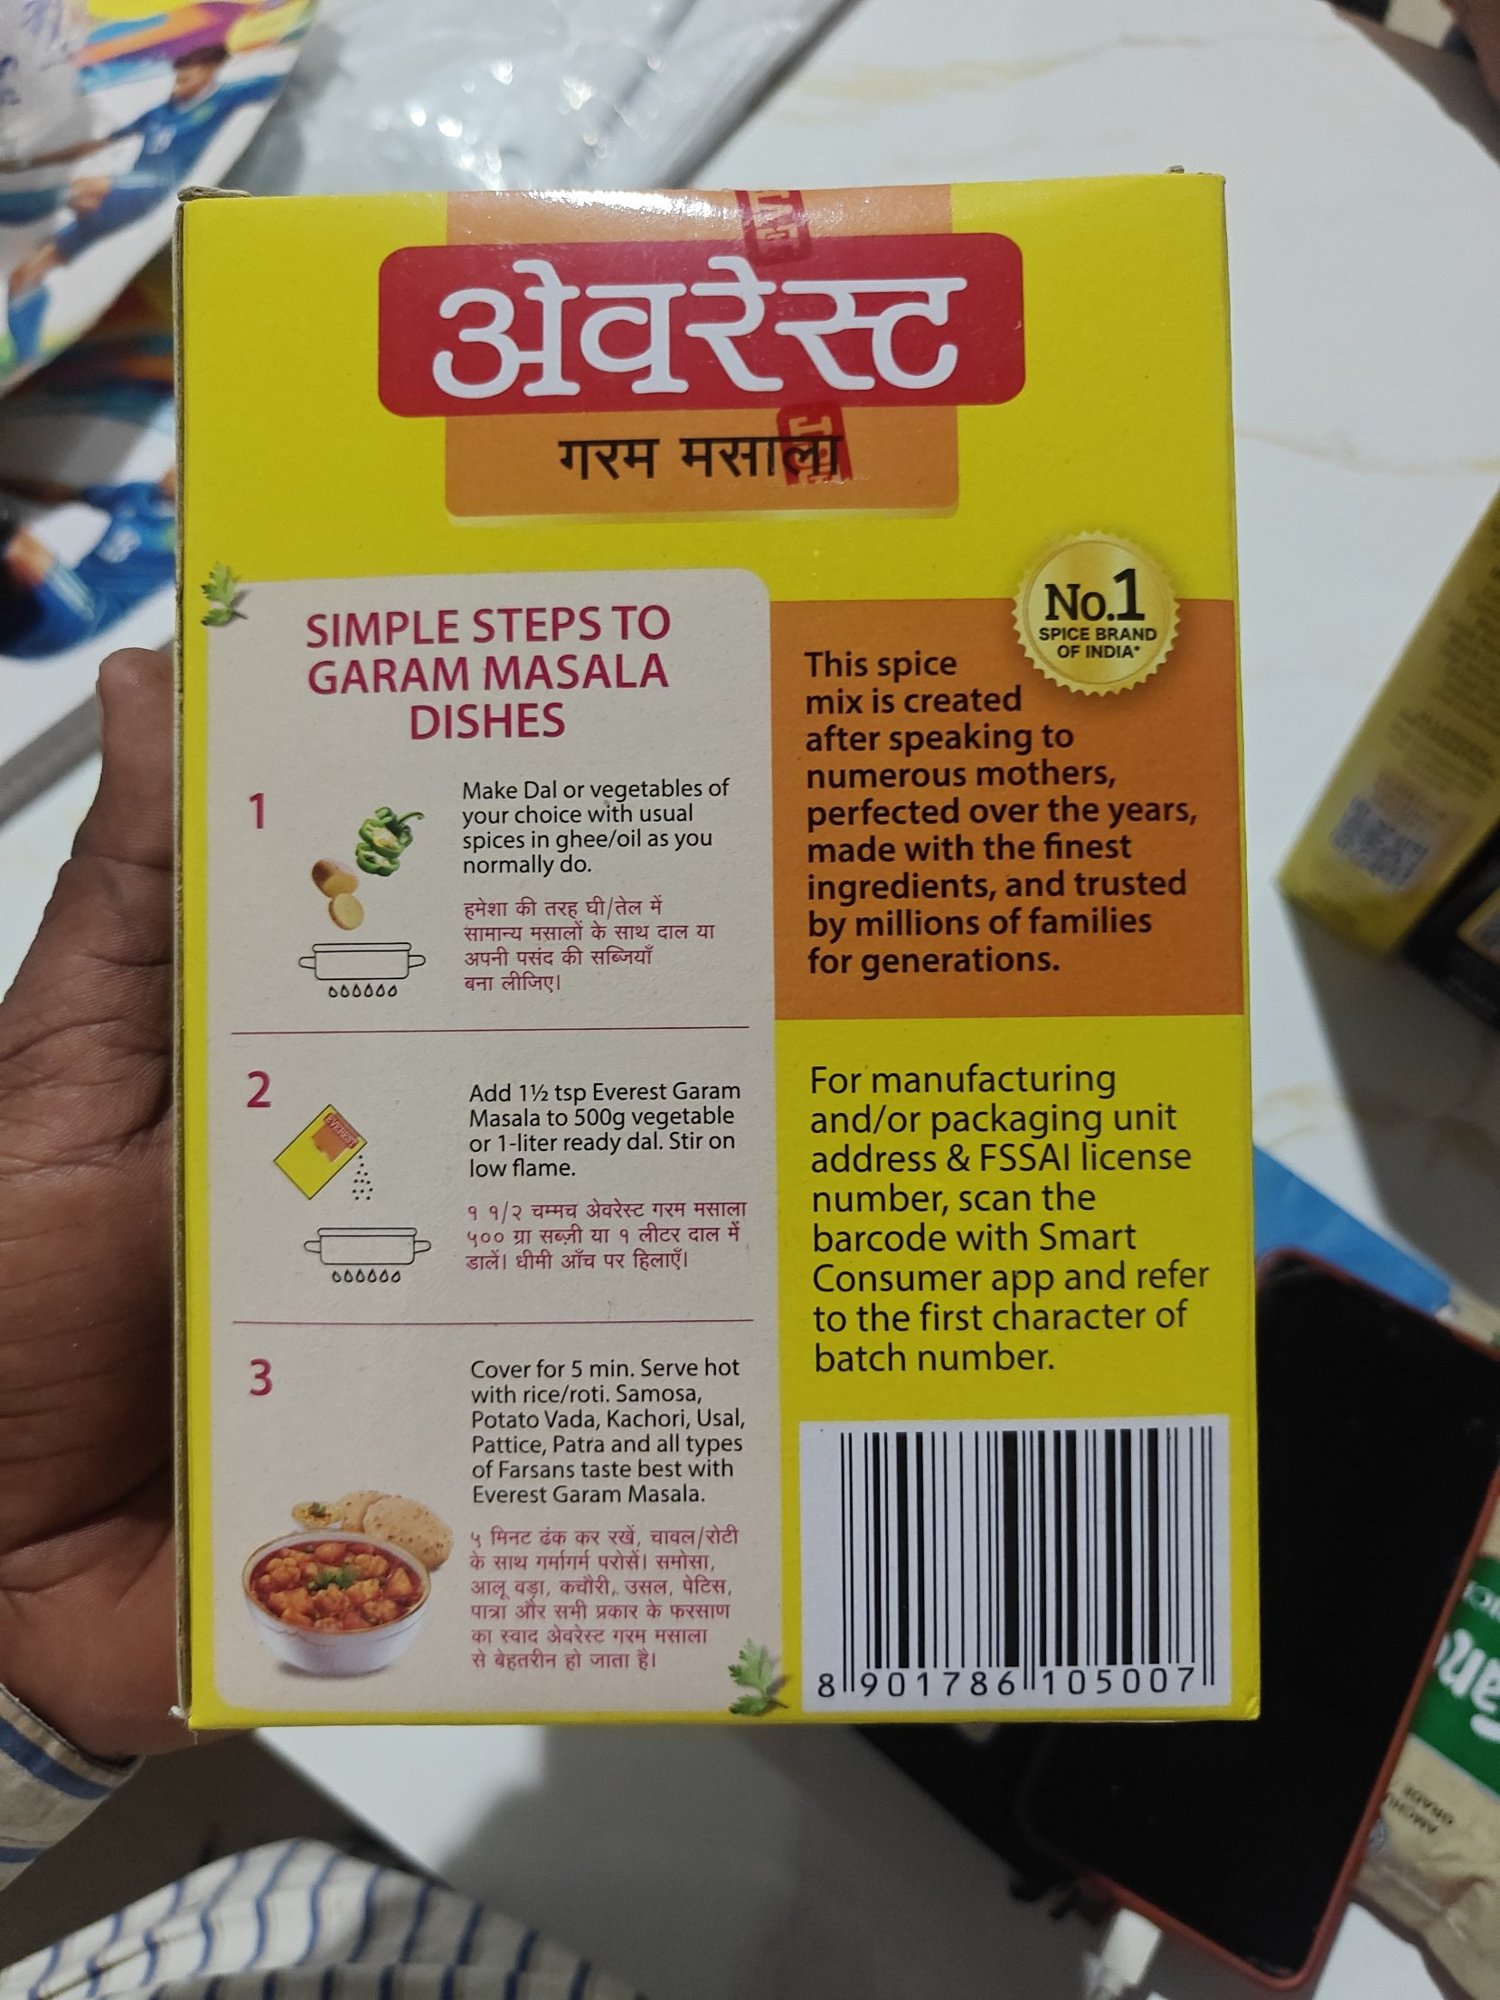 अेवरेस्ट
गरम मसाला
SIMPLE STEPS TO
GARAM MASALA
DISHES
1
Make Dal or vegetables of
your choice with usual
spices in ghee/oil as you
normally do.
हमेशा की तरह घी/तेल में
सामान्य मसालों के साथ दाल या
अपनी पसंद की सब्जियाँ
बना लीजिए।
2
EVEREST
Add 1½ tsp Everest Garam
Masala to 500g vegetable
or 1-liter ready dal. Stir on
low flame.
१ १/२ चम्मच अेवरेस्ट गरम मसाला
५०० ग्रा सब्ज़ी या १ लीटर दाल में
डालें। धीमी आँच पर हिलाएँ।
3
Cover for 5 min. Serve hot
with rice/roti. Samosa,
Potato Vada, Kachori, Usal,
Pattice, Patra and all types
of Farsans taste best with
Everest Garam Masala.
५ मिनट ढंक कर रखें, चावल/रोटी
के साथ गर्मागर्म परोसें। समोसा,
आलू वड़ा, कचौरी, उसल, पेटिस,
पात्रा और सभी प्रकार के फरसाण
का स्वाद अेवरेस्ट गरम मसाला
से बेहतरीन हो जाता है।
No.1
SPICE BRAND
OF INDIA*
This spice
mix is created
after speaking to
numerous mothers,
perfected over the years,
made with the finest
ingredients, and trusted
by millions of families
for generations.
For manufacturing
and/or packaging unit
address & FSSAI license
number, scan the
barcode with Smart
Consumer app and refer
to the first character of
batch number.
8 901786 105007
GRADE